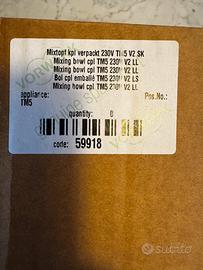 Mixtopf kpl verpackt 230V TM5 V2 SK
Mixing bowl cpl TM5 230V V2 LL
Mixing bowl cpl TM5 230V V2 LL
Bol cpl emballé TM5 230V V2 LS
Mixing bowl cpl TM5 230V V2 LL
appliance: Pos.No.:
TM5
quantity: 0
code: 59918
subito